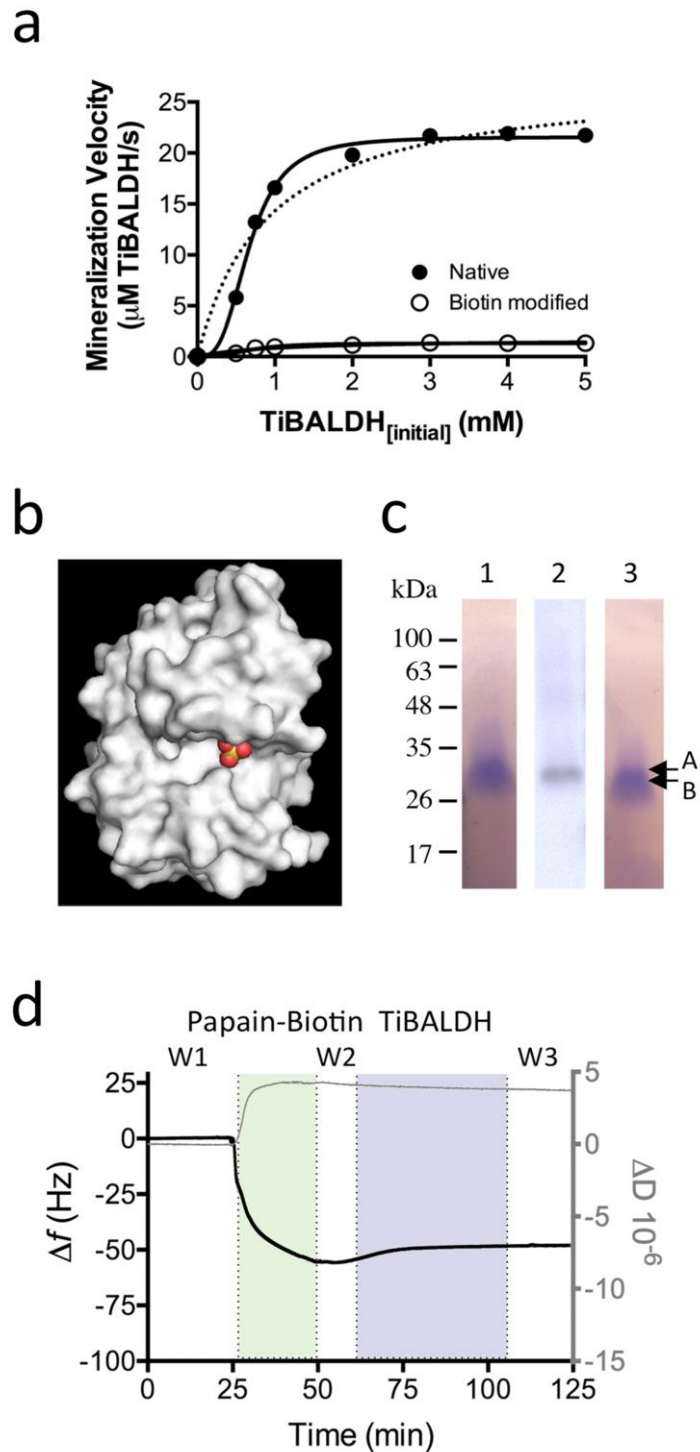 a
Mineralization Velocity
(µM TiBALDH/s)
25
20
15
10
5
0
Native
Biotin modified
0 1 2 3 4 5
TiBALDH[initial] (mM)
b
c
kDa 1 2 3
100
63
48
35
26
17
A
B
d
Papain-Biotin TiBALDH
W1 W2 W3
Δf (Hz)
25
0
-25
-50
-75
-100
5
0
-5
-10
-15
ΔD 10-6
0 25 50 75 100 125
Time (min)